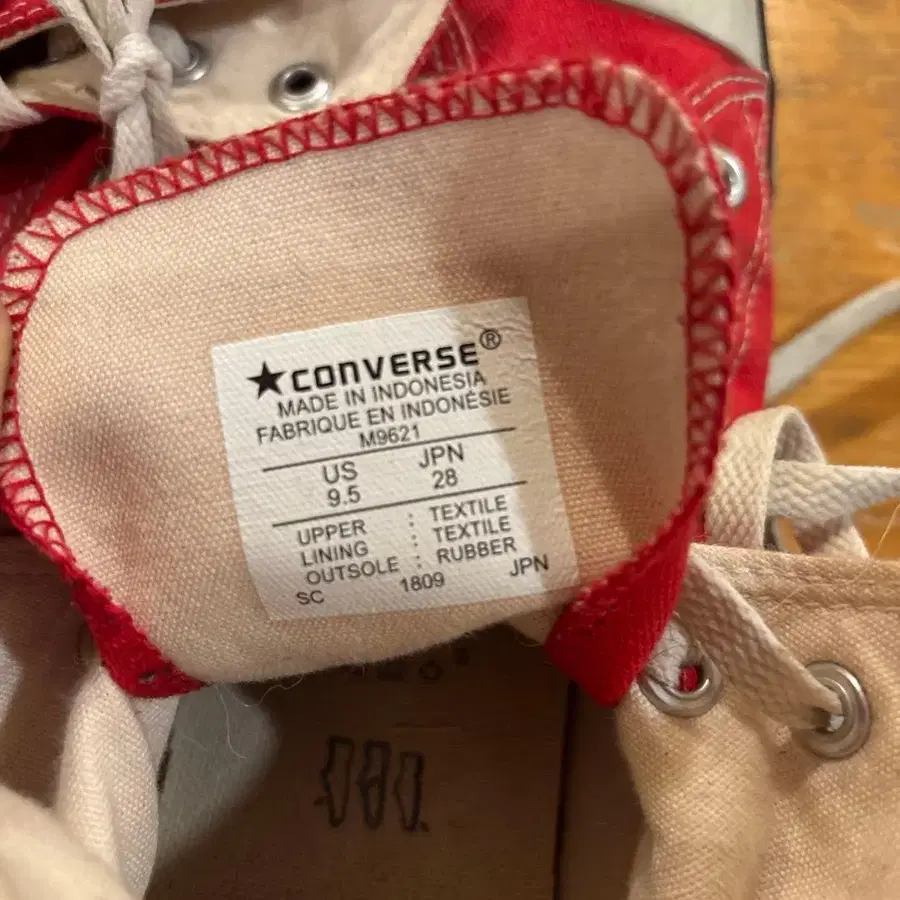 ★CONVERSE®
MADE IN INDONESIA
FABRIQUE EN INDONÉSIE
M9621
US JPN
9.5 28
UPPER : TEXTILE
LINING : TEXTILE
OUTSOLE : RUBBER
SC 1809 JPN